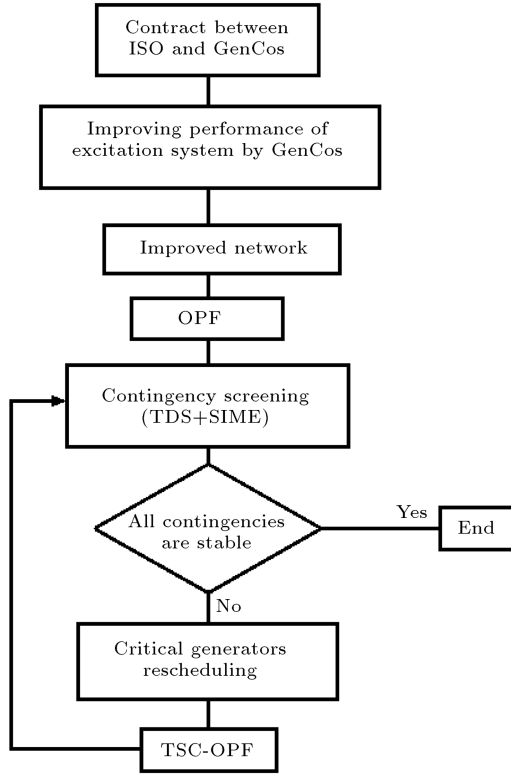 Contract between
ISO and GenCos
Improving performance of
excitation system by GenCos
Improved network
OPF
Contingency screening
(TDS+SIME)
All contingencies
are stable
Yes
End
No
Critical generators
rescheduling
TSC-OPF